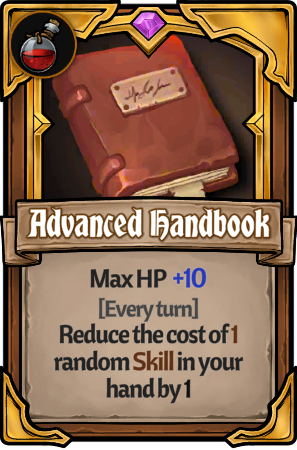 Advanced Handbook
Max HP +10
[Every turn]
Reduce the cost of 1
random Skill in your
hand by 1